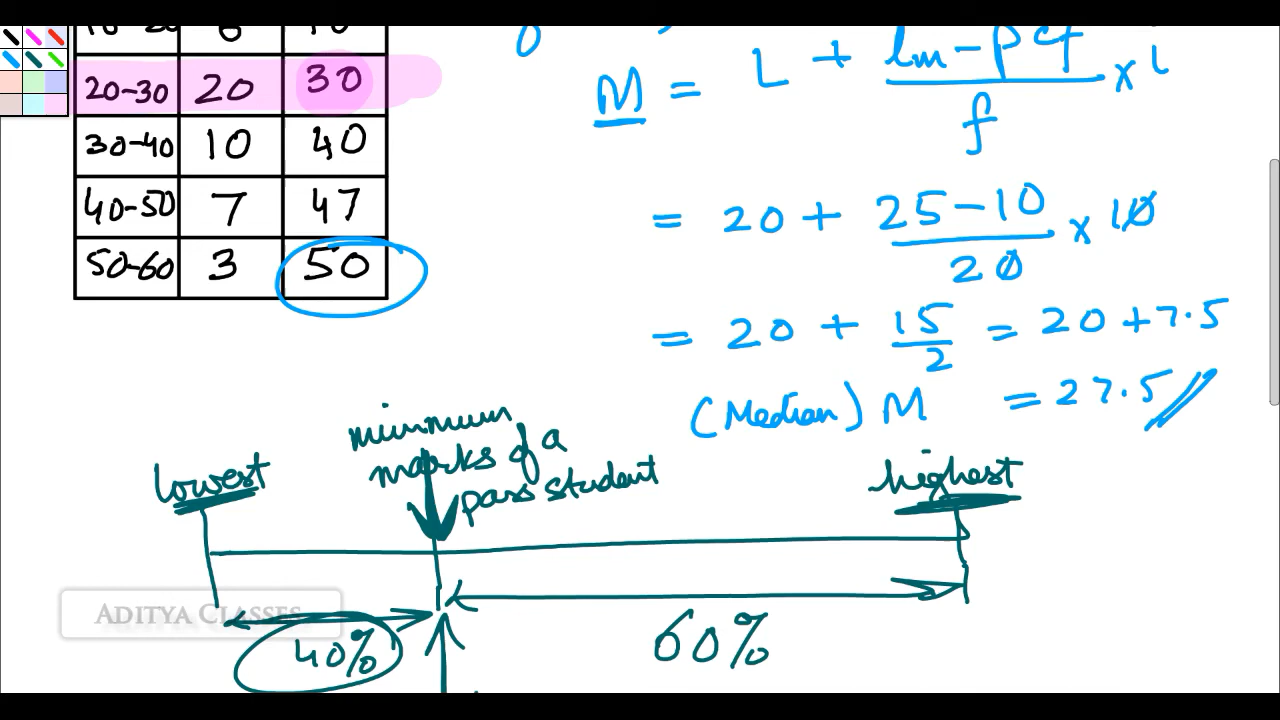 20-30 20 30
30-40 10 40
40-50 7 47
50-60 3 50
M = L + lm - pcf / f × i
= 20 + 25-10 / 20 × 10
= 20 + 15 / 2 = 20 + 7.5
(Median) M = 27.5 //
lowest
minimum
marks of a
pass student
highest
ADITYA CLASSES
40%
60%